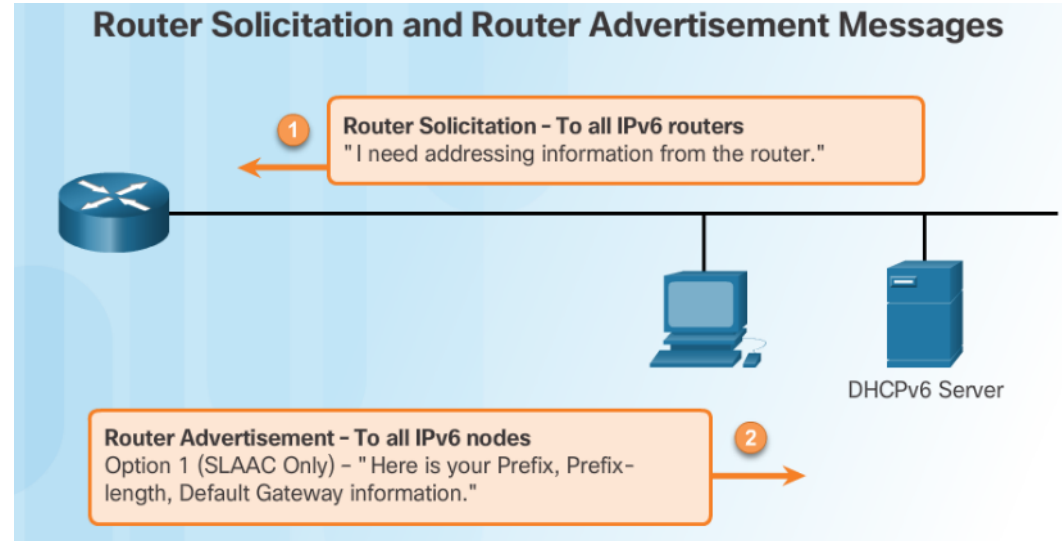 Router Solicitation and Router Advertisement Messages
1
Router Solicitation – To all IPv6 routers
"I need addressing information from the router."
DHCPv6 Server
Router Advertisement – To all IPv6 nodes
2
Option 1 (SLAAC Only) – "Here is your Prefix, Prefix-
length, Default Gateway information."